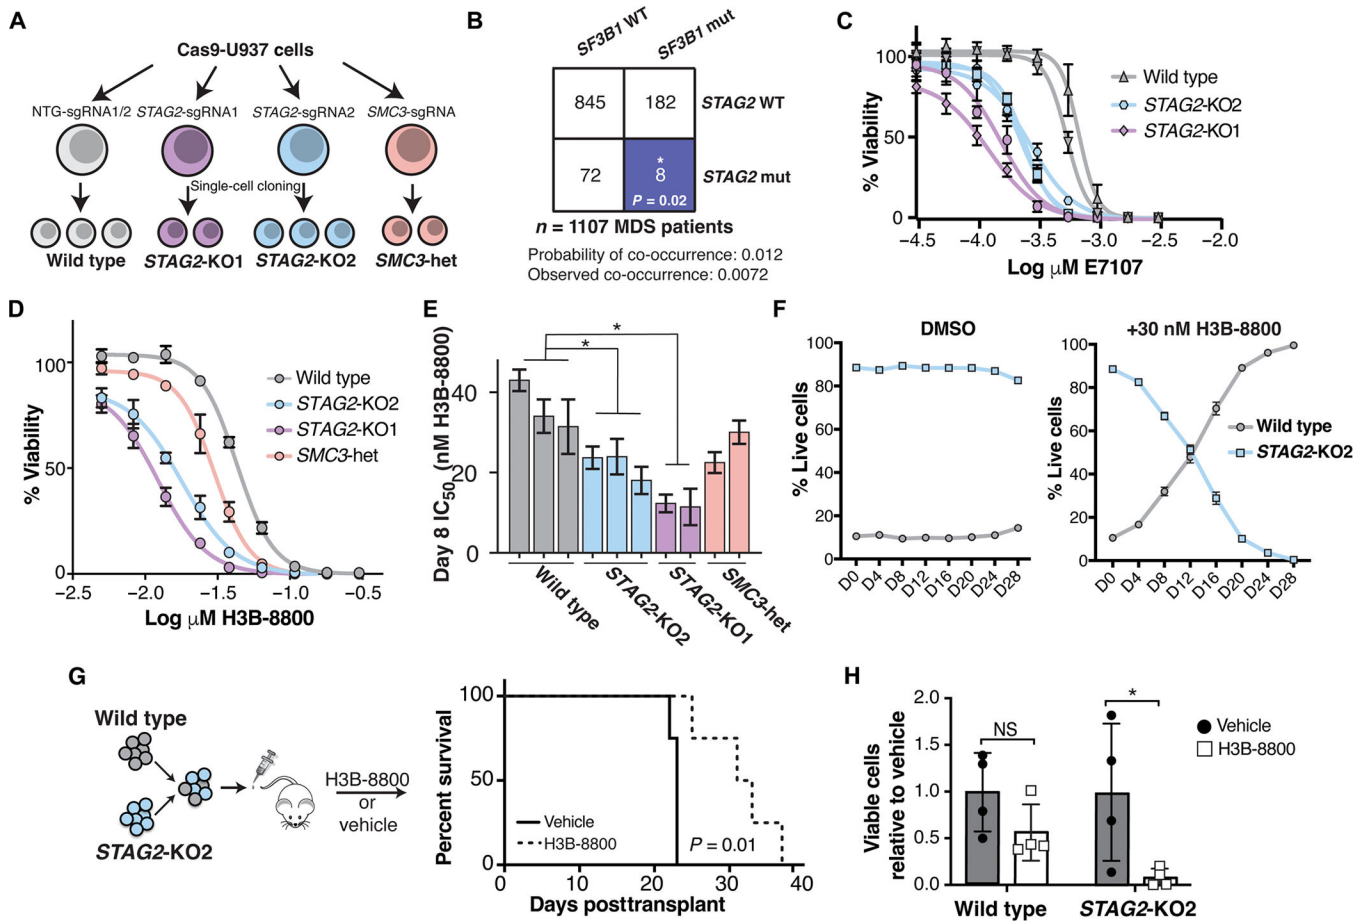 A
Cas9-U937 cells
NTG-sgRNA1/2 STAG2-sgRNA1 STAG2-sgRNA2 SMC3-sgRNA
Single-cell cloning
Wild type STAG2-KO1 STAG2-KO2 SMC3-het
B
SF3B1 WT SF3B1 mut
845 182 STAG2 WT
72 * 8 P = 0.02 STAG2 mut
n = 1107 MDS patients
Probability of co-occurrence: 0.012
Observed co-occurrence: 0.0072
C
% Viability
100
50
0
−4.5 −4.0 −3.5 −3.0 −2.5 −2.0
Log μM E7107
Wild type
STAG2-KO2
STAG2-KO1
D
% Viability
100
50
0
−2.5 −2.0 −1.5 −1.0 −0.5
Log μM H3B-8800
Wild type
STAG2-KO2
STAG2-KO1
SMC3-het
E
Day 8 IC50 (nM H3B-8800)
40
20
0
*
*
Wild type STAG2-KO2 STAG2-KO1 SMC3-het
F
DMSO
% Live cells
100
80
60
40
20
0
D0 D4 D8 D12 D16 D20 D24 D28
+30 nM H3B-8800
% Live cells
100
80
60
40
20
0
D0 D4 D8 D12 D16 D20 D24 D28
Wild type
STAG2-KO2
G
Wild type
STAG2-KO2
H3B-8800
or
vehicle
Percent survival
100
50
0
0 10 20 30 40
Days posttransplant
Vehicle
H3B-8800
P = 0.01
H
Viable cells
relative to vehicle
2.0
1.5
1.0
0.5
0.0
NS
*
Wild type STAG2-KO2
Vehicle
H3B-8800